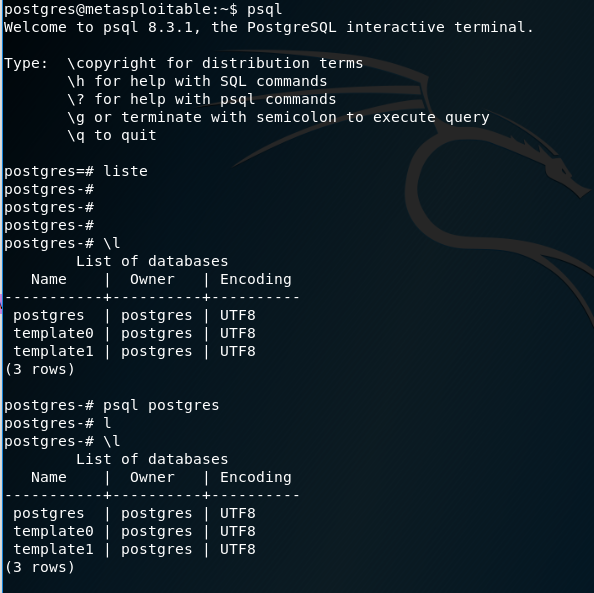 postgres@metasploitable:~$ psql
Welcome to psql 8.3.1, the PostgreSQL interactive terminal.
Type:  \copyright for distribution terms
       \h for help with SQL commands
       \? for help with psql commands
       \g or terminate with semicolon to execute query
       \q to quit
postgres=# liste
postgres-#
postgres-#
postgres-#
postgres-# \l
        List of databases
   Name    |  Owner   | Encoding
-----------+----------+----------
 postgres  | postgres | UTF8
 template0 | postgres | UTF8
 template1 | postgres | UTF8
(3 rows)
postgres-# psql postgres
postgres-# l
postgres-# \l
        List of databases
   Name    |  Owner   | Encoding
-----------+----------+----------
 postgres  | postgres | UTF8
 template0 | postgres | UTF8
 template1 | postgres | UTF8
(3 rows)